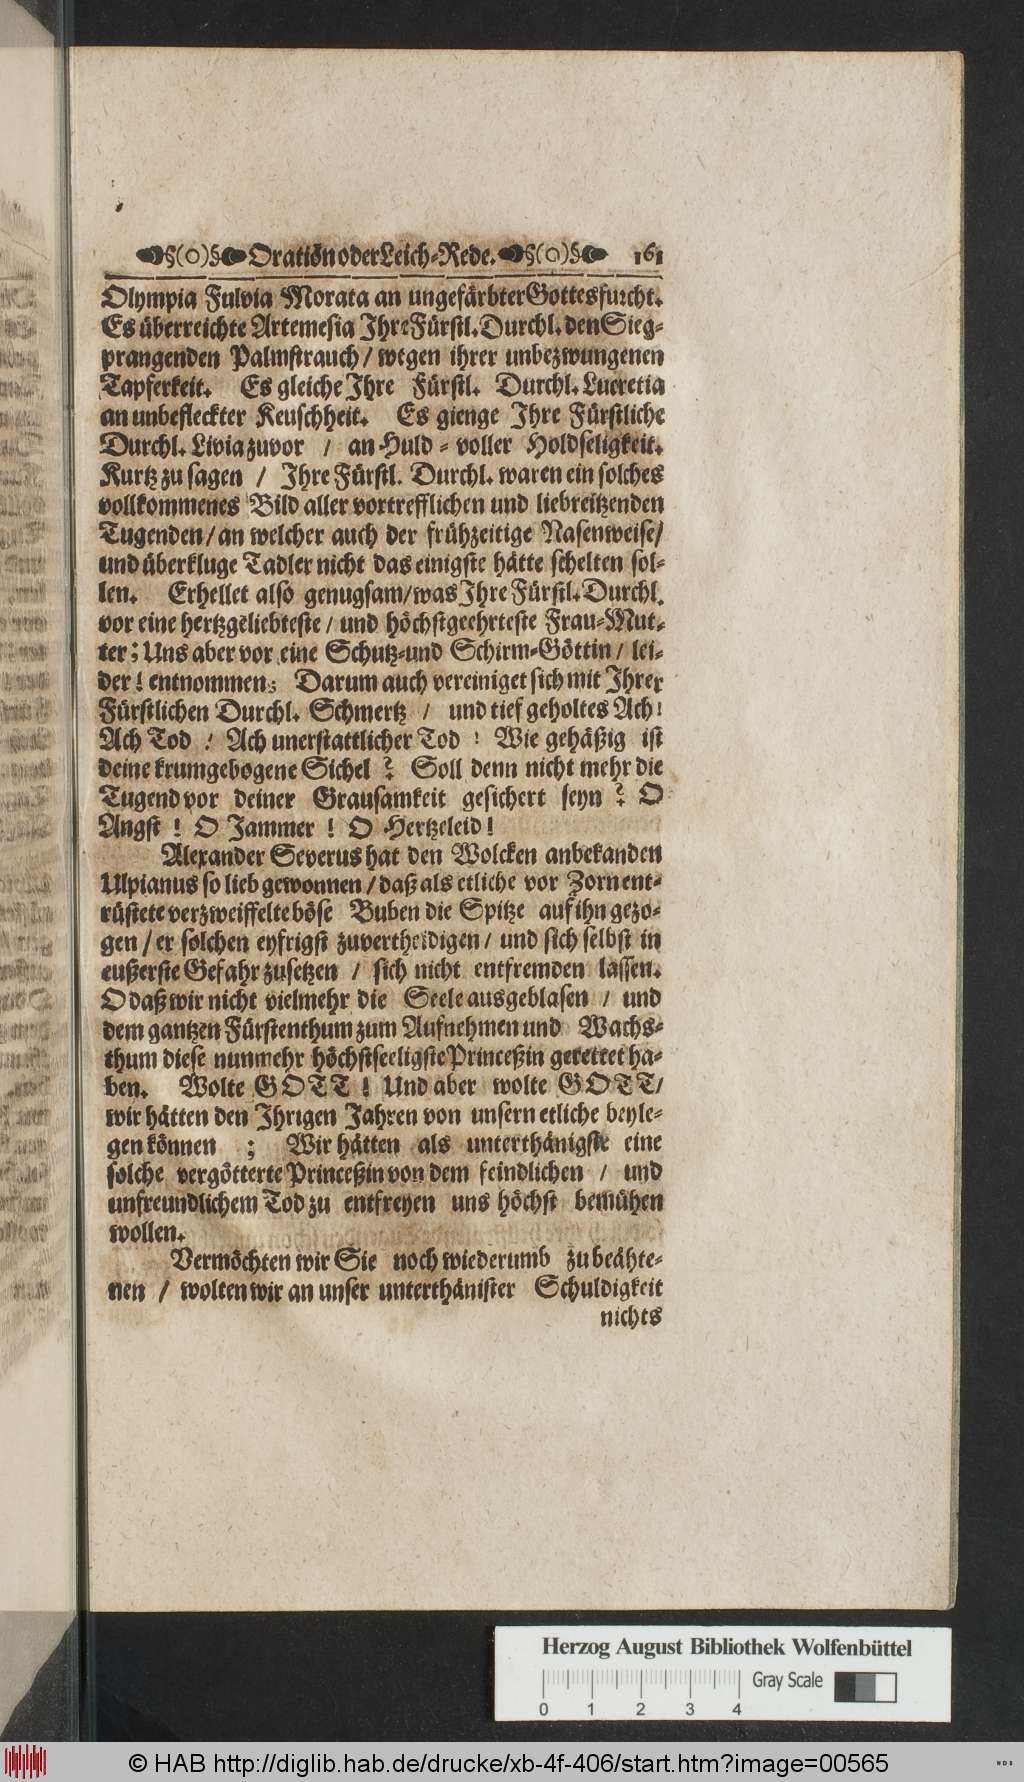 §(○)§ Oration oder Leich-Rede. §(○)§ 161
Olympia Fulvia Morata an ungefärbter Gottesfurcht.
Es überreichte Artemesia Ihre Fürstl. Durchl. den Sieg-
prangenden Palmstrauch / wegen ihrer unbezwungenen
Tapferkeit. Es gleiche Ihre Fürstl. Durchl. Lucretia
an unbefleckter Keuschheit. Es gienge Ihre Fürstliche
Durchl. Livia zuvor / an Huld-voller Holdseligkeit.
Kurtz zu sagen / Ihre Fürstl. Durchl. waren ein solches
vollkommenes Bild aller vortrefflichen und liebreitzenden
Tugenden / an welcher auch der frühzeitige Nasenweise /
und überkluge Tadler nicht das einigste hätte schelten sol-
len. Erhellet also genugsam / was Ihre Fürstl. Durchl.
vor eine hertzgeliebteste / und höchstgeehrteste Frau-Mut-
ter; Uns aber vor eine Schutz-und Schirm-Göttin / lei-
der! entnommen; Darum auch vereiniget sich mit Ihrer
Fürstlichen Durchl. Schmertz / und tief geholtes Ach!
Ach Tod ! Ach unerstattlicher Tod ! Wie gehäßig ist
deine krumgebogene Sichel ? Soll denn nicht mehr die
Tugend vor deiner Grausamkeit gesichert seyn ? O
Angst ! O Jammer ! O Hertzeleid !
Alexander Severus hat den Wolcken anbekanden
Ulpianus so lieb gewonnen / daß als etliche vor Zorn ent-
rüstete verzweiffelte böse Buben die Spitze auf ihn gezo-
gen / er solchen eyfrigst zuvertheidigen / und sich selbst in
eußerste Gefahr zusetzen / sich nicht entfremden lassen.
O daß wir nicht vielmehr die Seele ausgeblasen / und
dem gantzen Fürstenthum zum Aufnehmen und Wachs-
thum diese nunmehr höchstseeligste Princeßin gerettet ha-
ben. Wolte GOTT ! Und aber wolte GOTT /
wir hätten den Ihrigen Jahren von unsern etliche beyle-
gen können ; Wir hätten als unterthänigste eine
solche vergötterte Princeßin von dem feindlichen / und
unfreundlichem Tod zu entfreyen uns höchst bemühen
wollen.
Vermöchten wir Sie noch wiederumb zu beähte-
nen / wolten wir an unser unterthänister Schuldigkeit
nichts
Herzog August Bibliothek Wolfenbüttel
0 1 2 3 4 Gray Scale
© HAB http://diglib.hab.de/drucke/xb-4f-406/start.htm?image=00565